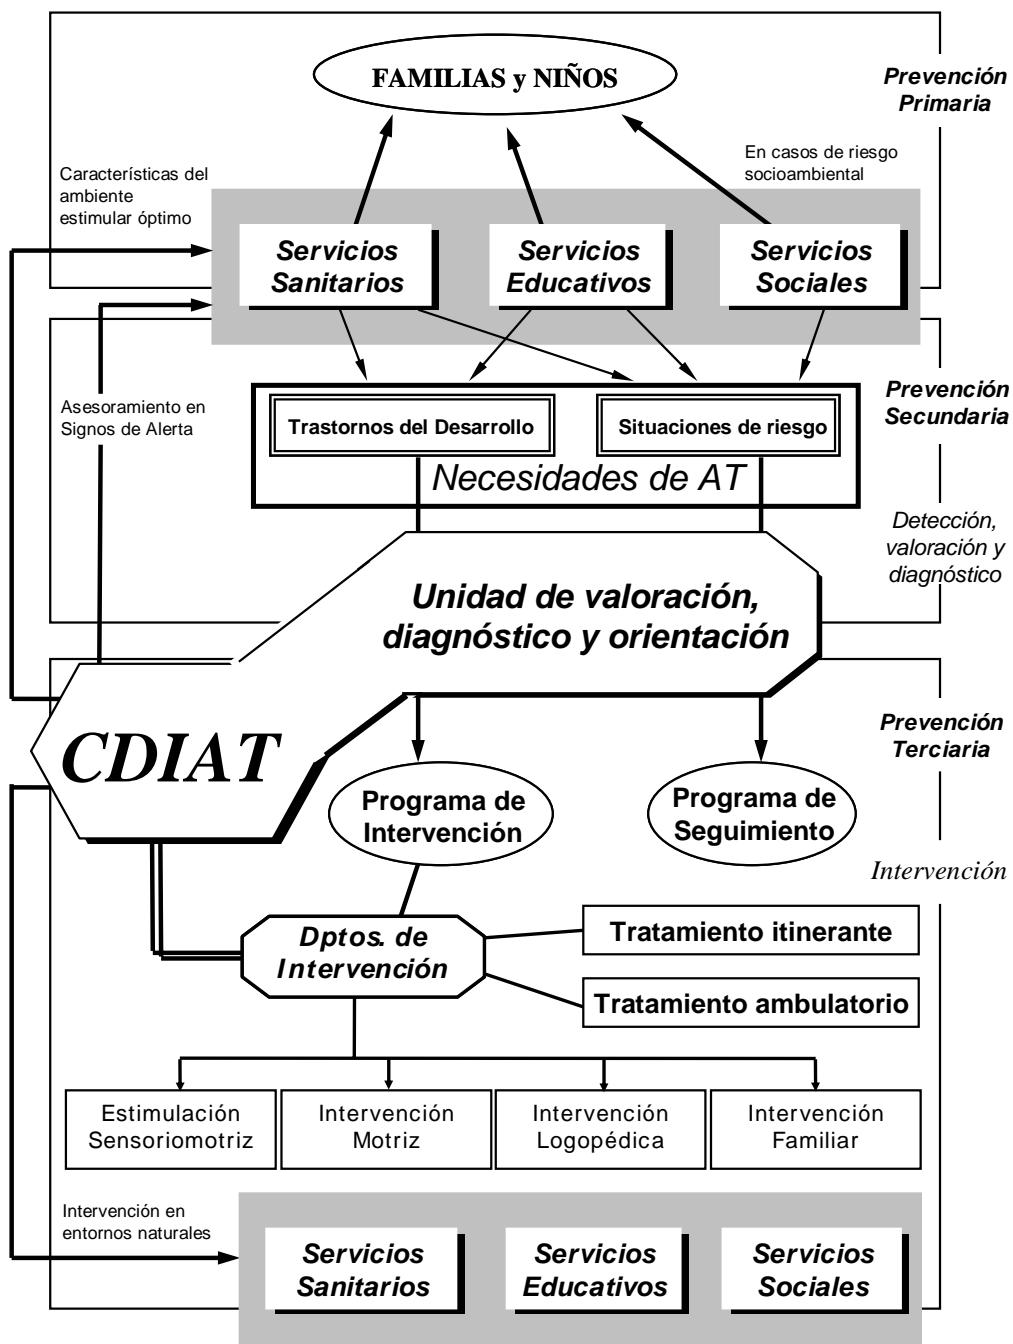 FAMILIAS y NIÑOS
Prevención
Primaria
Características del
ambiente
estimular óptimo
En casos de riesgo
socioambiental
Servicios
Sanitarios
Servicios
Educativos
Servicios
Sociales
Prevención
Secundaria
Asesoramiento en
Signos de Alerta
Trastornos del Desarrollo
Situaciones de riesgo
Necesidades de AT
Detección,
valoración y
diagnóstico
Unidad de valoración,
diagnóstico y orientación
Prevención
Terciaria
CDIAT
Programa de
Intervención
Programa de
Seguimiento
Intervención
Dptos. de
Intervención
Tratamiento itinerante
Tratamiento ambulatorio
Estimulación
Sensoriomotriz
Intervención
Motriz
Intervención
Logopédica
Intervención
Familiar
Intervención en
entornos naturales
Servicios
Sanitarios
Servicios
Educativos
Servicios
Sociales